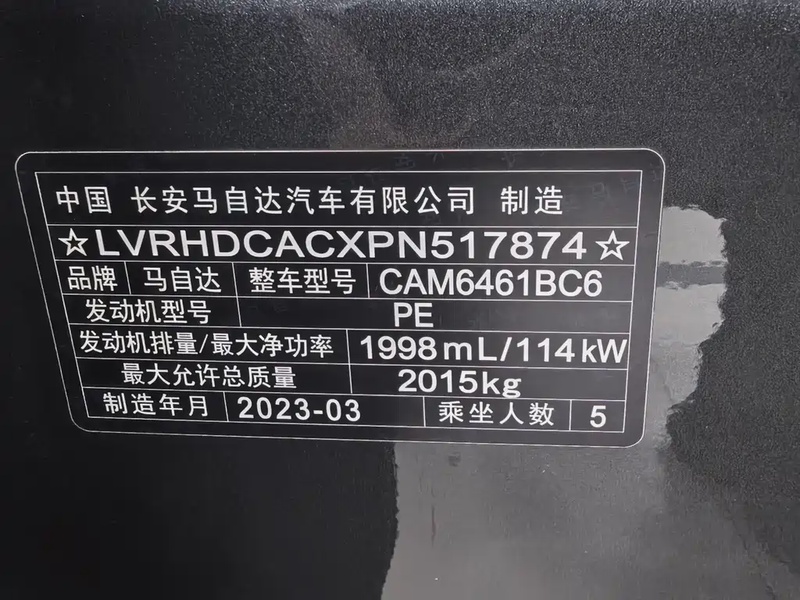 中国 长安马自达汽车有限公司 制造
☆LVRHDCACXPN517874☆
品牌 马自达 整车型号 CAM6461BC6
发动机型号 PE
发动机排量/最大净功率 1998mL/114kW
最大允许总质量 2015kg
制造年月 2023-03 乘坐人数 5